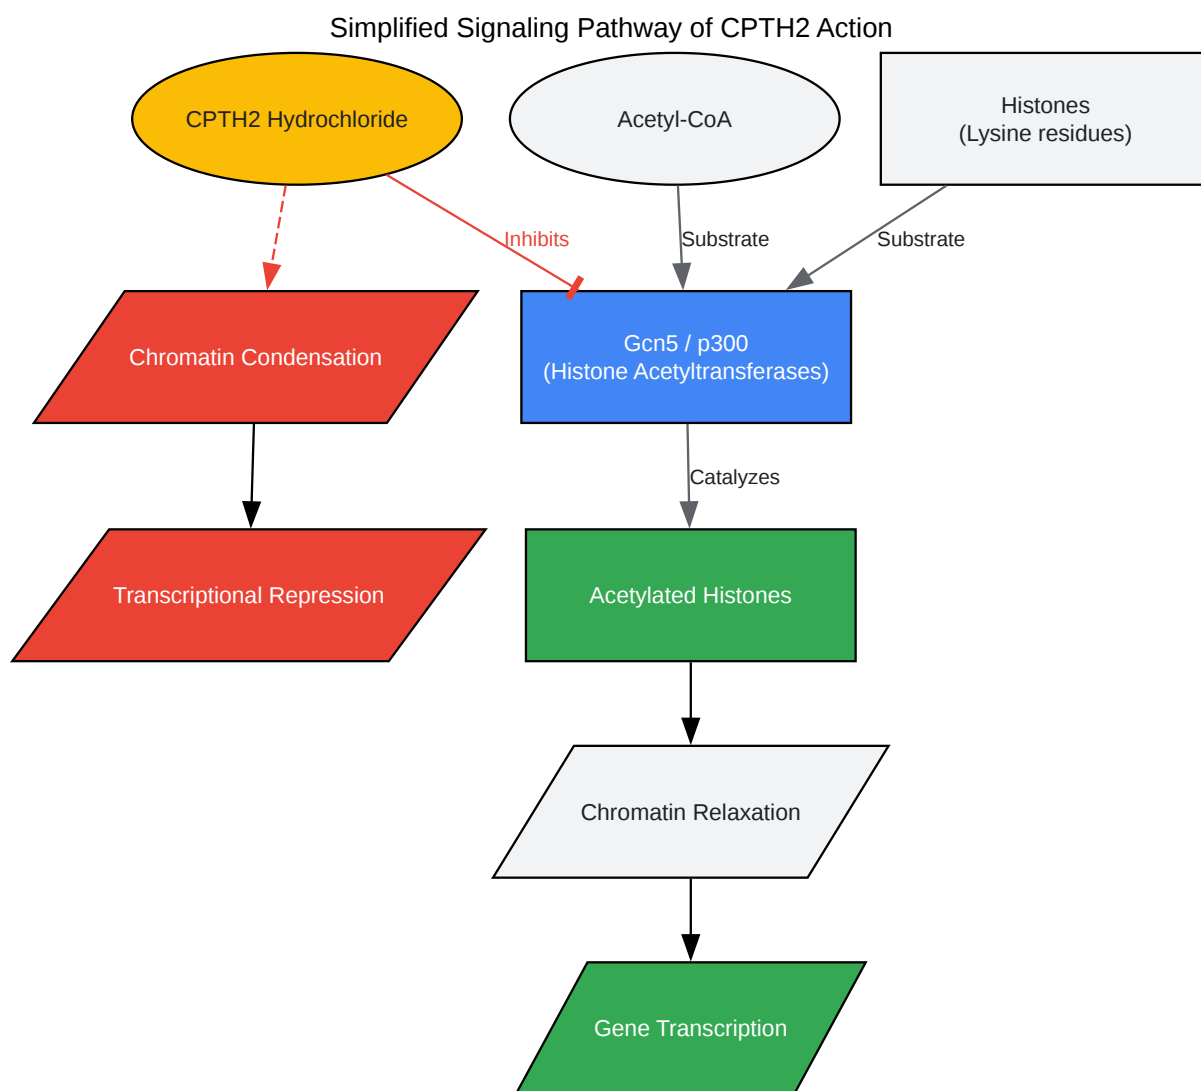 Simplified Signaling Pathway of CPTH2 Action
CPTH2 Hydrochloride
Acetyl-CoA
Histones
(Lysine residues)
Inhibits
Substrate
Substrate
Chromatin Condensation
Gcn5 / p300
(Histone Acetyltransferases)
Catalyzes
Transcriptional Repression
Acetylated Histones
Chromatin Relaxation
Gene Transcription